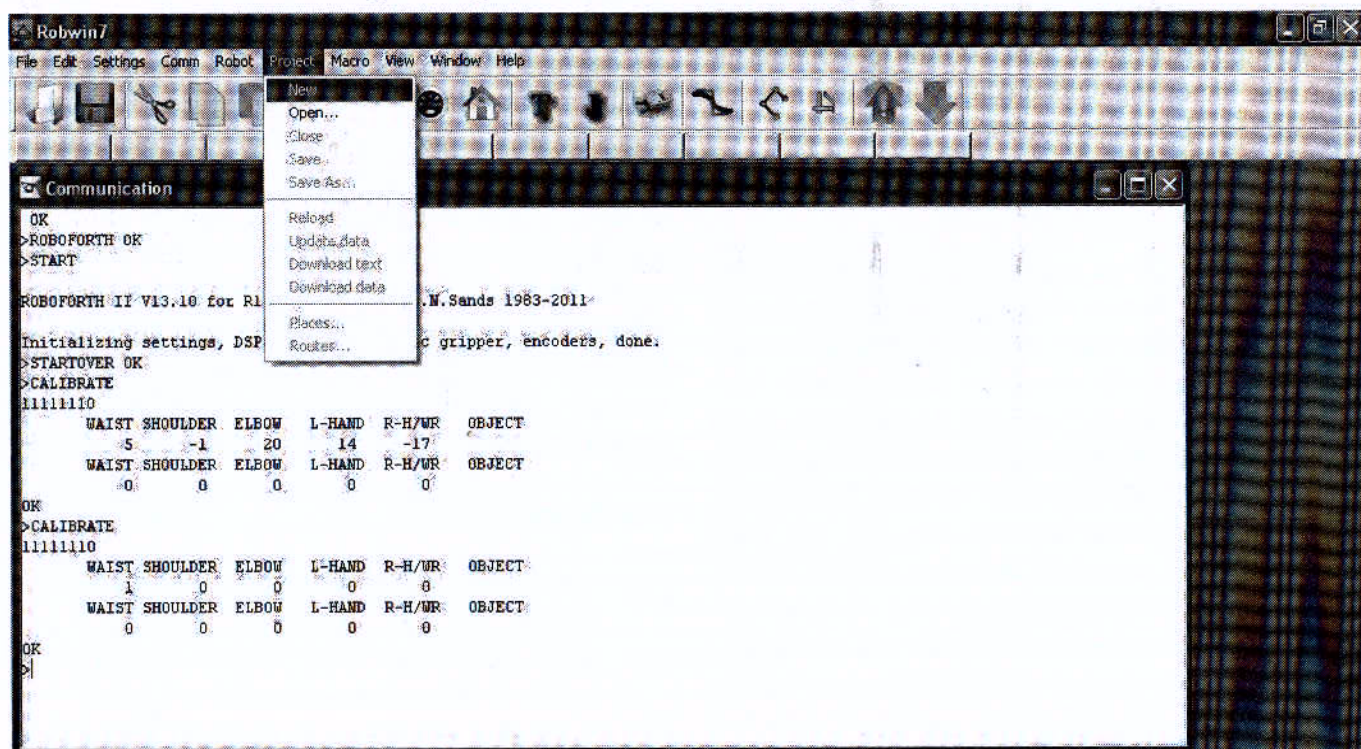 Robwin7
File Edit Settings Comm Robot Project Macro View Window Help
New
Open...
Close
Save
Save As...
Reload
Update data
Download text
Download data
Places...
Routes...
Communication
OK
>ROBOFORTH OK
>START
ROBOFORTH II V13.10 for R1 .N.Sands 1983-2011
Initializing settings, DSP c gripper, encoders, done.
>STARTOVER OK
>CALIBRATE
11111110
WAIST SHOULDER ELBOW L-HAND R-H/WR OBJECT
5 -1 20 14 -17
WAIST SHOULDER ELBOW L-HAND R-H/WR OBJECT
0 0 0 0 0
OK
>CALIBRATE
11111110
WAIST SHOULDER ELBOW L-HAND R-H/WR OBJECT
1 0 0 0 0
WAIST SHOULDER ELBOW L-HAND R-H/WR OBJECT
0 0 0 0 0
OK
>